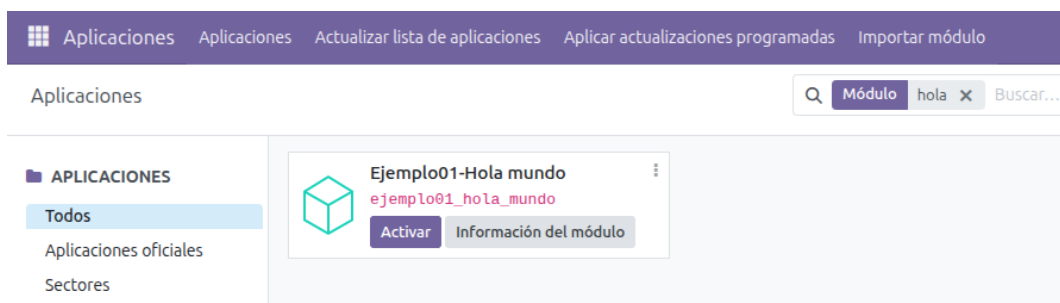 Aplicaciones Aplicaciones Actualizar lista de aplicaciones Aplicar actualizaciones programadas Importar módulo
Aplicaciones
Módulo hola × Buscar...
APLICACIONES
Todos
Aplicaciones oficiales
Sectores
Ejemplo01-Hola mundo
ejemplo01_hola_mundo
Activar Información del módulo